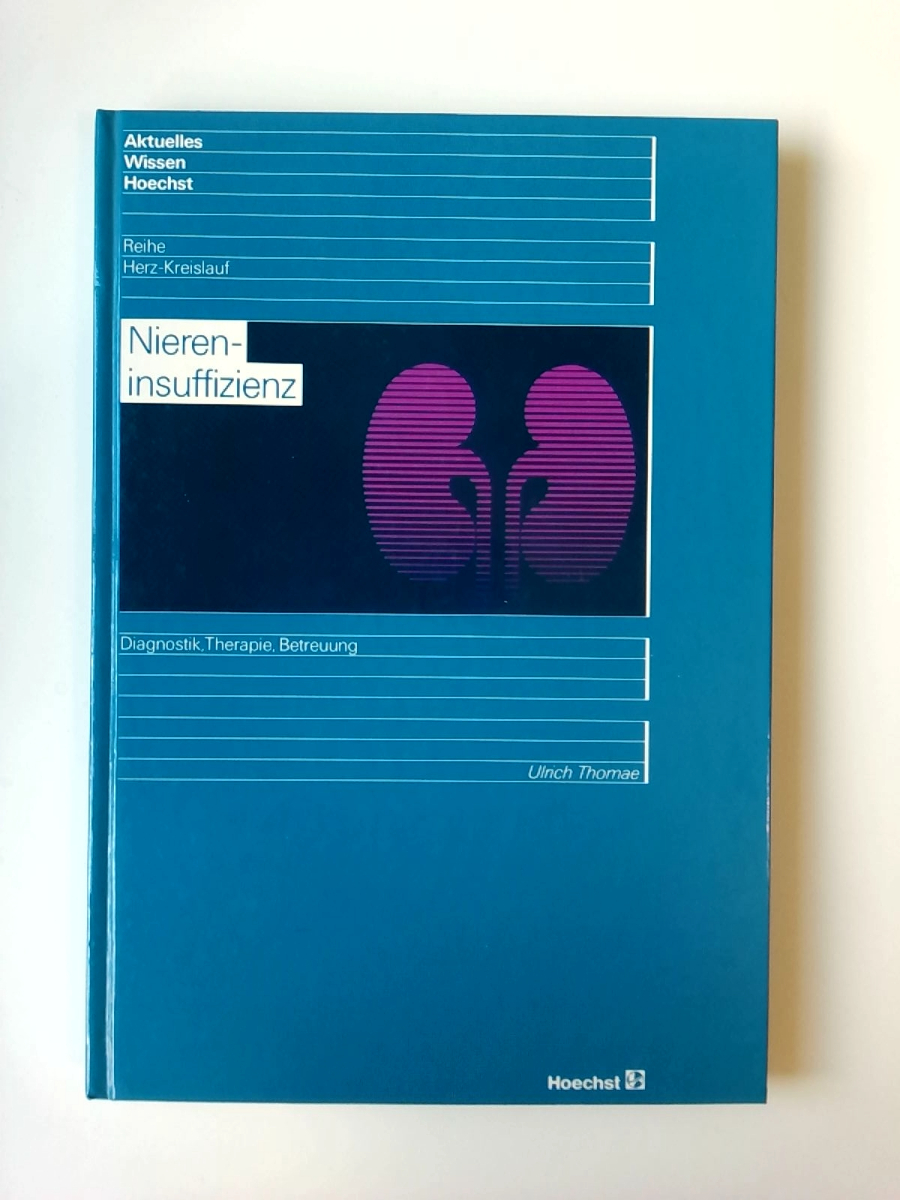 Aktuelles
Wissen
Hoechst
Reihe
Herz-Kreislauf
Nieren-
insuffizienz
Diagnostik, Therapie, Betreuung
Ulrich Thomae
Hoechst